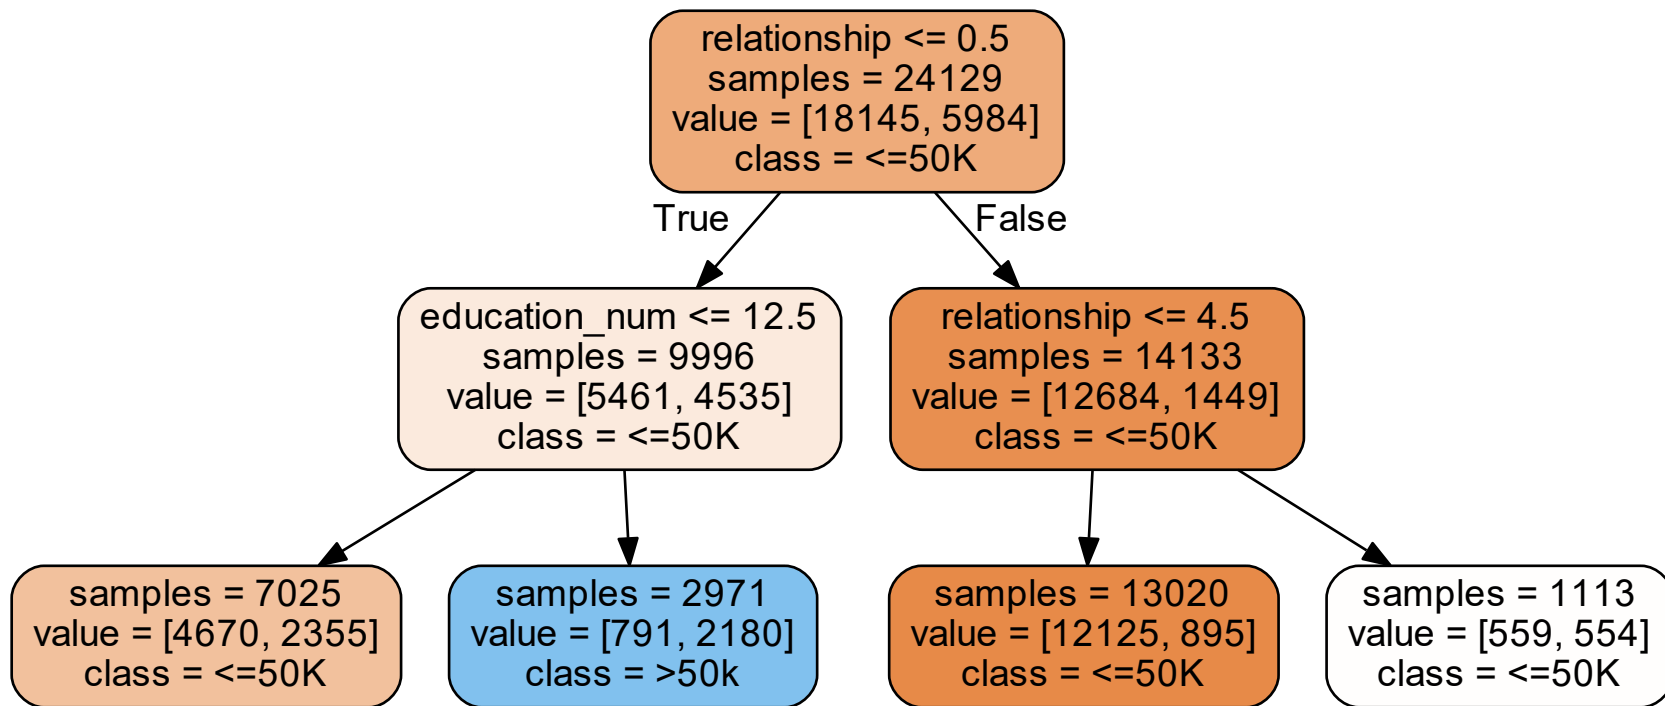 relationship <= 0.5
samples = 24129
value = [18145, 5984]
class = <=50K
True
False
education_num <= 12.5
samples = 9996
value = [5461, 4535]
class = <=50K
relationship <= 4.5
samples = 14133
value = [12684, 1449]
class = <=50K
samples = 7025
value = [4670, 2355]
class = <=50K
samples = 2971
value = [791, 2180]
class = >50k
samples = 13020
value = [12125, 895]
class = <=50K
samples = 1113
value = [559, 554]
class = <=50K